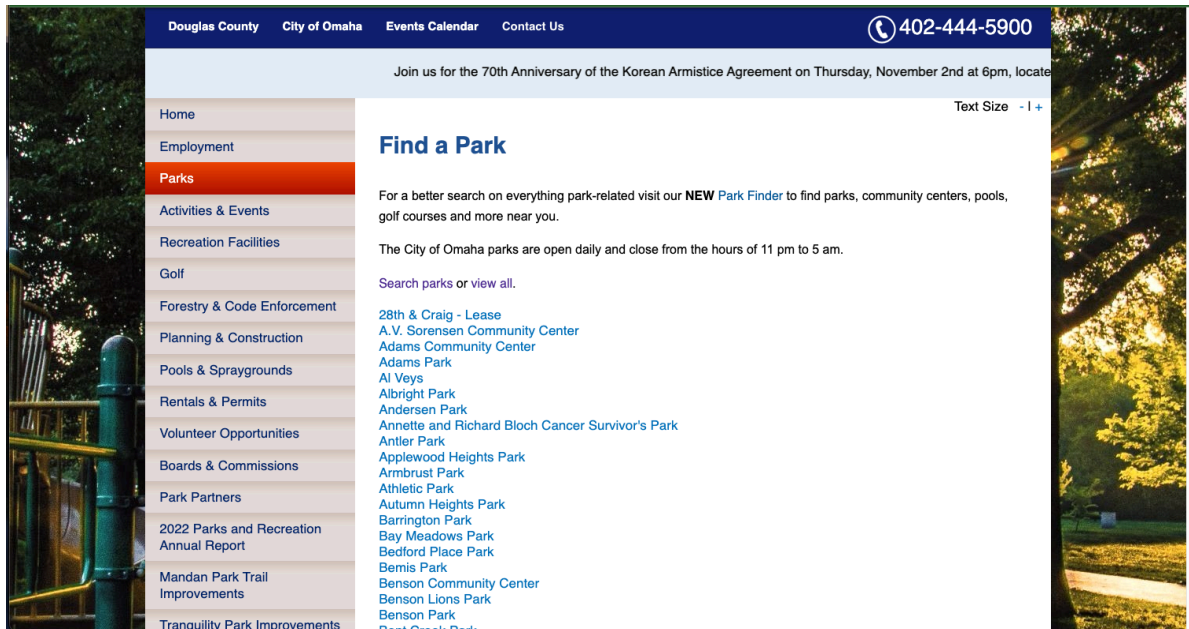 Douglas County City of Omaha Events Calendar Contact Us 402-444-5900
Join us for the 70th Anniversary of the Korean Armistice Agreement on Thursday, November 2nd at 6pm, locate
Text Size - | +
Home
Employment
Parks
Activities & Events
Recreation Facilities
Golf
Forestry & Code Enforcement
Planning & Construction
Pools & Spraygrounds
Rentals & Permits
Volunteer Opportunities
Boards & Commissions
Park Partners
2022 Parks and Recreation
Annual Report
Mandan Park Trail
Improvements
Tranquility Park Improvements
Find a Park
For a better search on everything park-related visit our NEW Park Finder to find parks, community centers, pools,
golf courses and more near you.
The City of Omaha parks are open daily and close from the hours of 11 pm to 5 am.
Search parks or view all.
28th & Craig - Lease
A.V. Sorensen Community Center
Adams Community Center
Adams Park
Al Veys
Albright Park
Andersen Park
Annette and Richard Bloch Cancer Survivor's Park
Antler Park
Applewood Heights Park
Armbrust Park
Athletic Park
Autumn Heights Park
Barrington Park
Bay Meadows Park
Bedford Place Park
Bemis Park
Benson Community Center
Benson Lions Park
Benson Park
Bent Creek Park